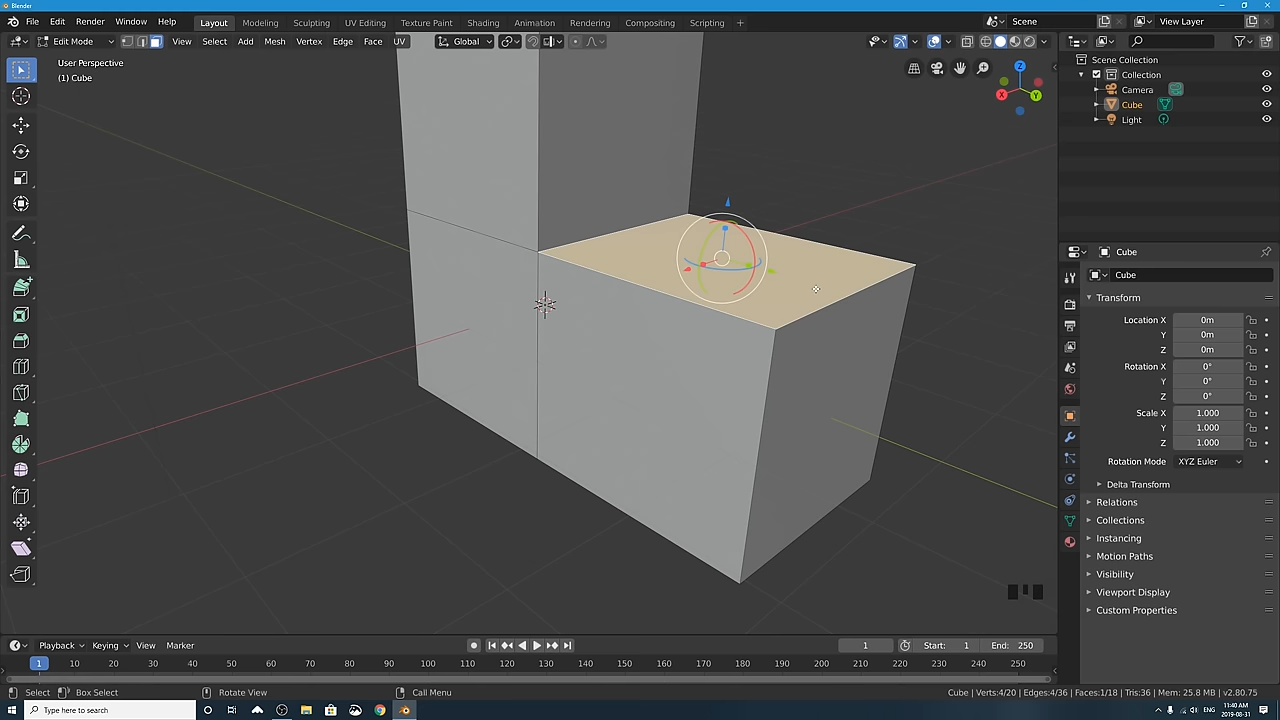 Blender
File Edit Render Window Help Layout Modeling Sculpting UV Editing Texture Paint Shading Animation Rendering Compositing Scripting + Scene View Layer
Edit Mode View Select Add Mesh Vertex Edge Face UV Global
User Perspective
(1) Cube
Z
X
Y
Scene Collection
Collection
Camera
Cube
Light
Cube
Cube
Transform
Location X 0m
Y 0m
Z 0m
Rotation X 0°
Y 0°
Z 0°
Scale X 1.000
Y 1.000
Z 1.000
Rotation Mode XYZ Euler
Delta Transform
Relations
Collections
Instancing
Motion Paths
Visibility
Viewport Display
Custom Properties
Playback Keying View Marker 1 Start: 1 End: 250
1 10 20 30 40 50 60 70 80 90 100 110 120 130 140 150 160 170 180 190 200 210 220 230 240 250
Select Box Select Rotate View Call Menu Cube | Verts:4/20 | Edges:4/36 | Faces:1/18 | Tris:36 | Mem: 25.8 MB | v2.80.75
Type here to search ENG 11:40 AM
2019-08-31